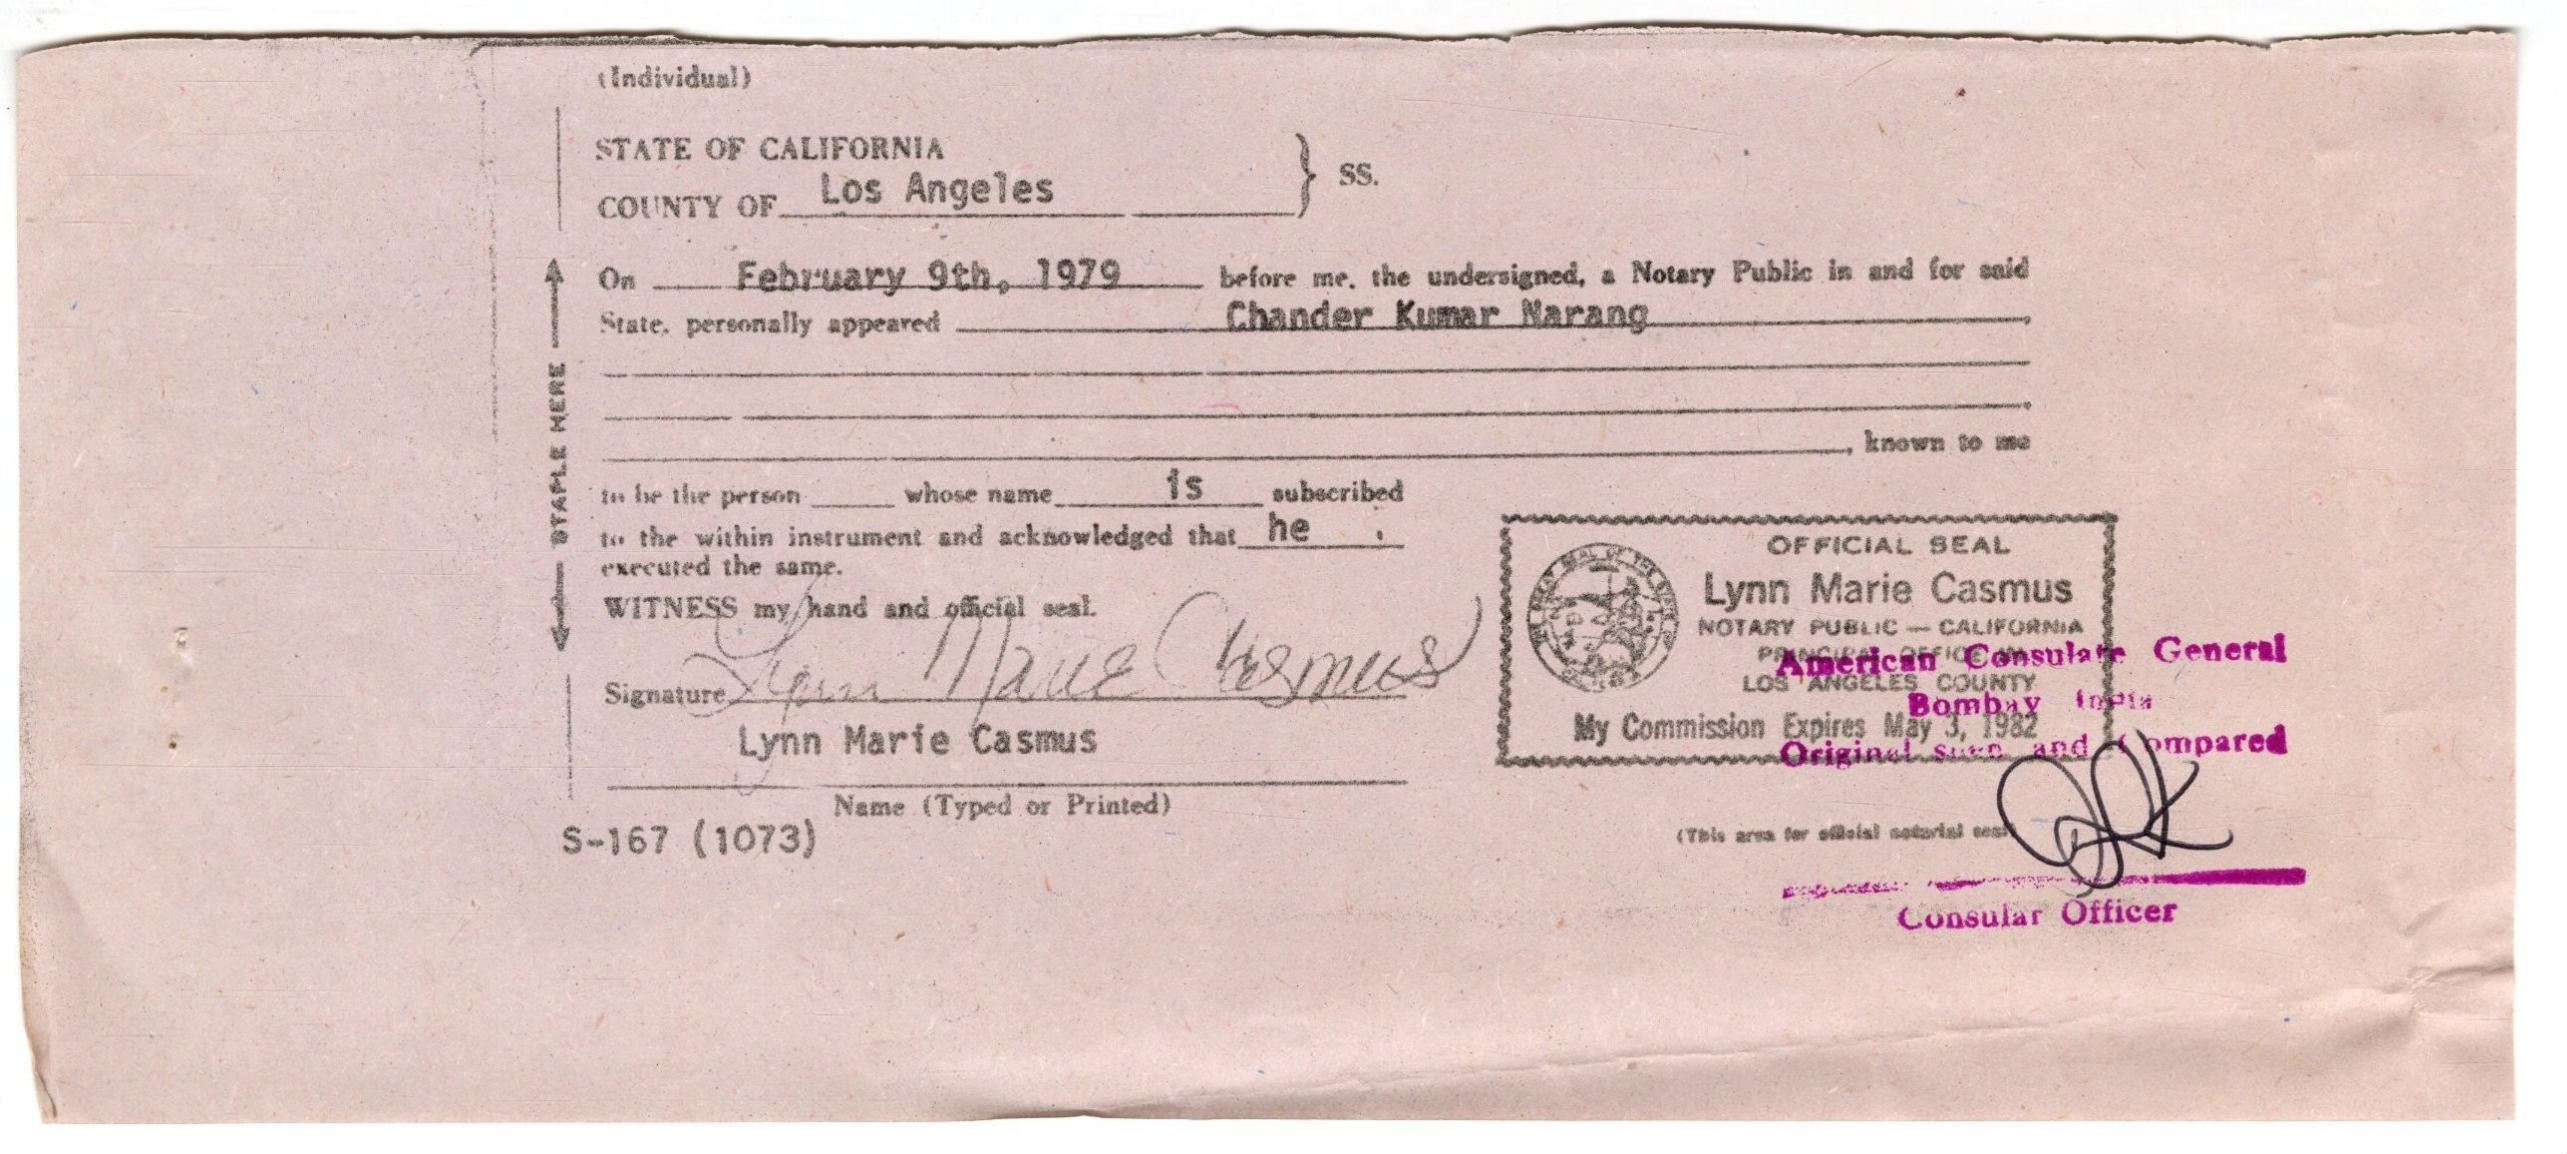 (Individual)
STATE OF CALIFORNIA
COUNTY OF Los Angeles } SS.
On February 9th, 1979 before me, the undersigned, a Notary Public in and for said
State, personally appeared Chander Kumar Narang,
, known to me
to be the person whose name is subscribed
to the within instrument and acknowledged that he
executed the same.
WITNESS my hand and official seal.
Signature Lynn Marie Casmus
Lynn Marie Casmus
Name (Typed or Printed)
S-167 (1073)
STAPLE HERE
OFFICIAL SEAL
Lynn Marie Casmus
NOTARY PUBLIC — CALIFORNIA
PRINCIPAL OFFICE IN
LOS ANGELES COUNTY
My Commission Expires May 3, 1982
American Consulate General
Bombay India
Original seen and Compared
(This area for official notarial seal)
Consular Officer